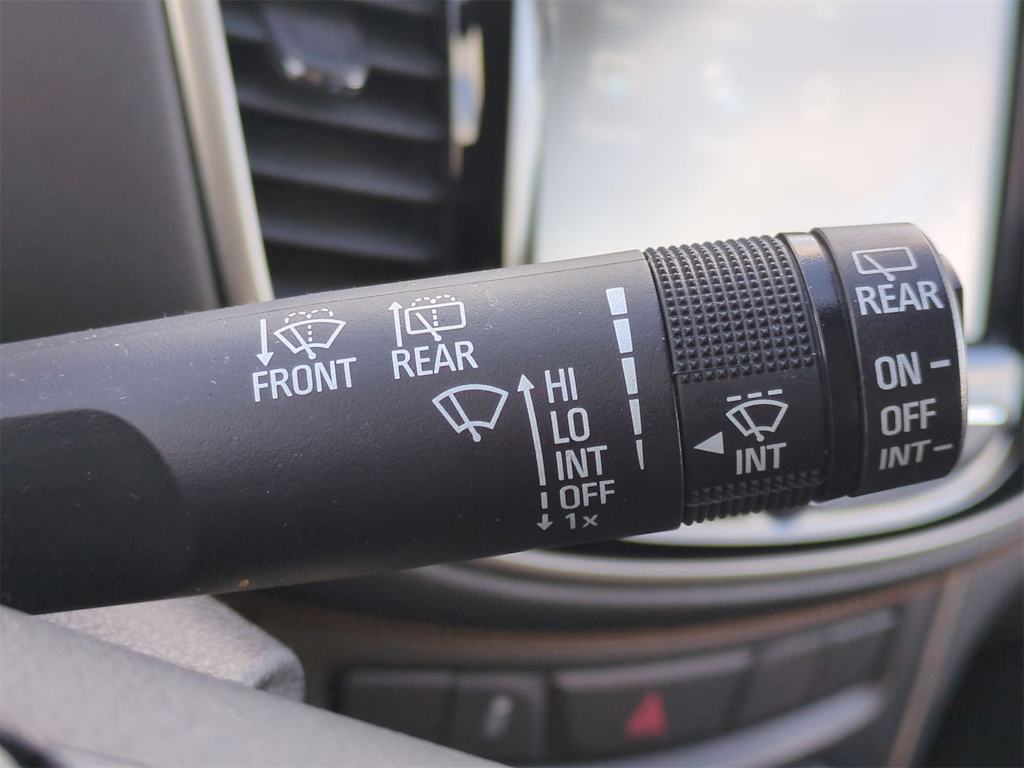 FRONT
REAR
HI
LO
INT
OFF
1x
INT
REAR
ON
OFF
INT